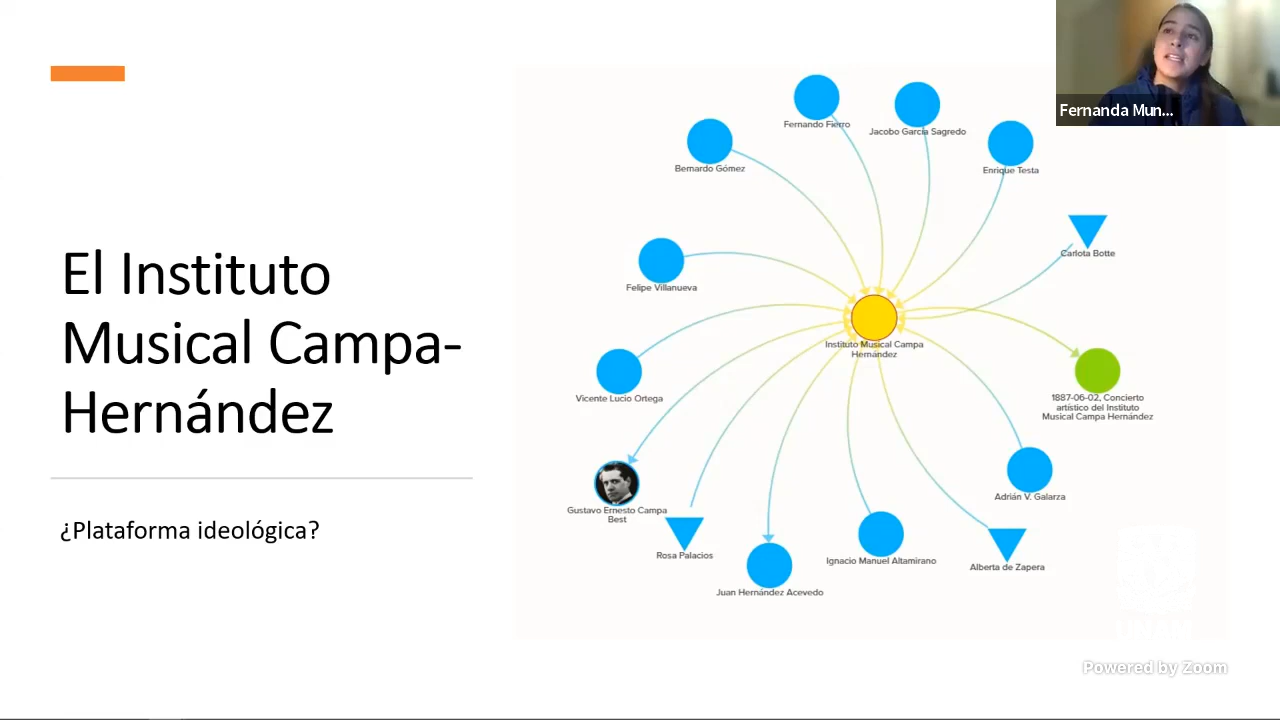 Fernanda Mun...
El Instituto
Musical Campa-
Hernández
¿Plataforma ideológica?
Fernando Fierro
Jacobo García Sagredo
Bernardo Gómez
Enrique Testa
Carlota Botte
Felipe Villanueva
Instituto Musical Campa
Hernández
Vicente Lucio Ortega
1887-06-02, Concierto
artístico del Instituto
Musical Campa Hernández
Gustavo Ernesto Campa
Best
Adrián V. Galarza
Rosa Palacios
Ignacio Manuel Altamirano
Alberta de Zapera
Juan Hernández Acevedo
UNAM
Powered by Zoom